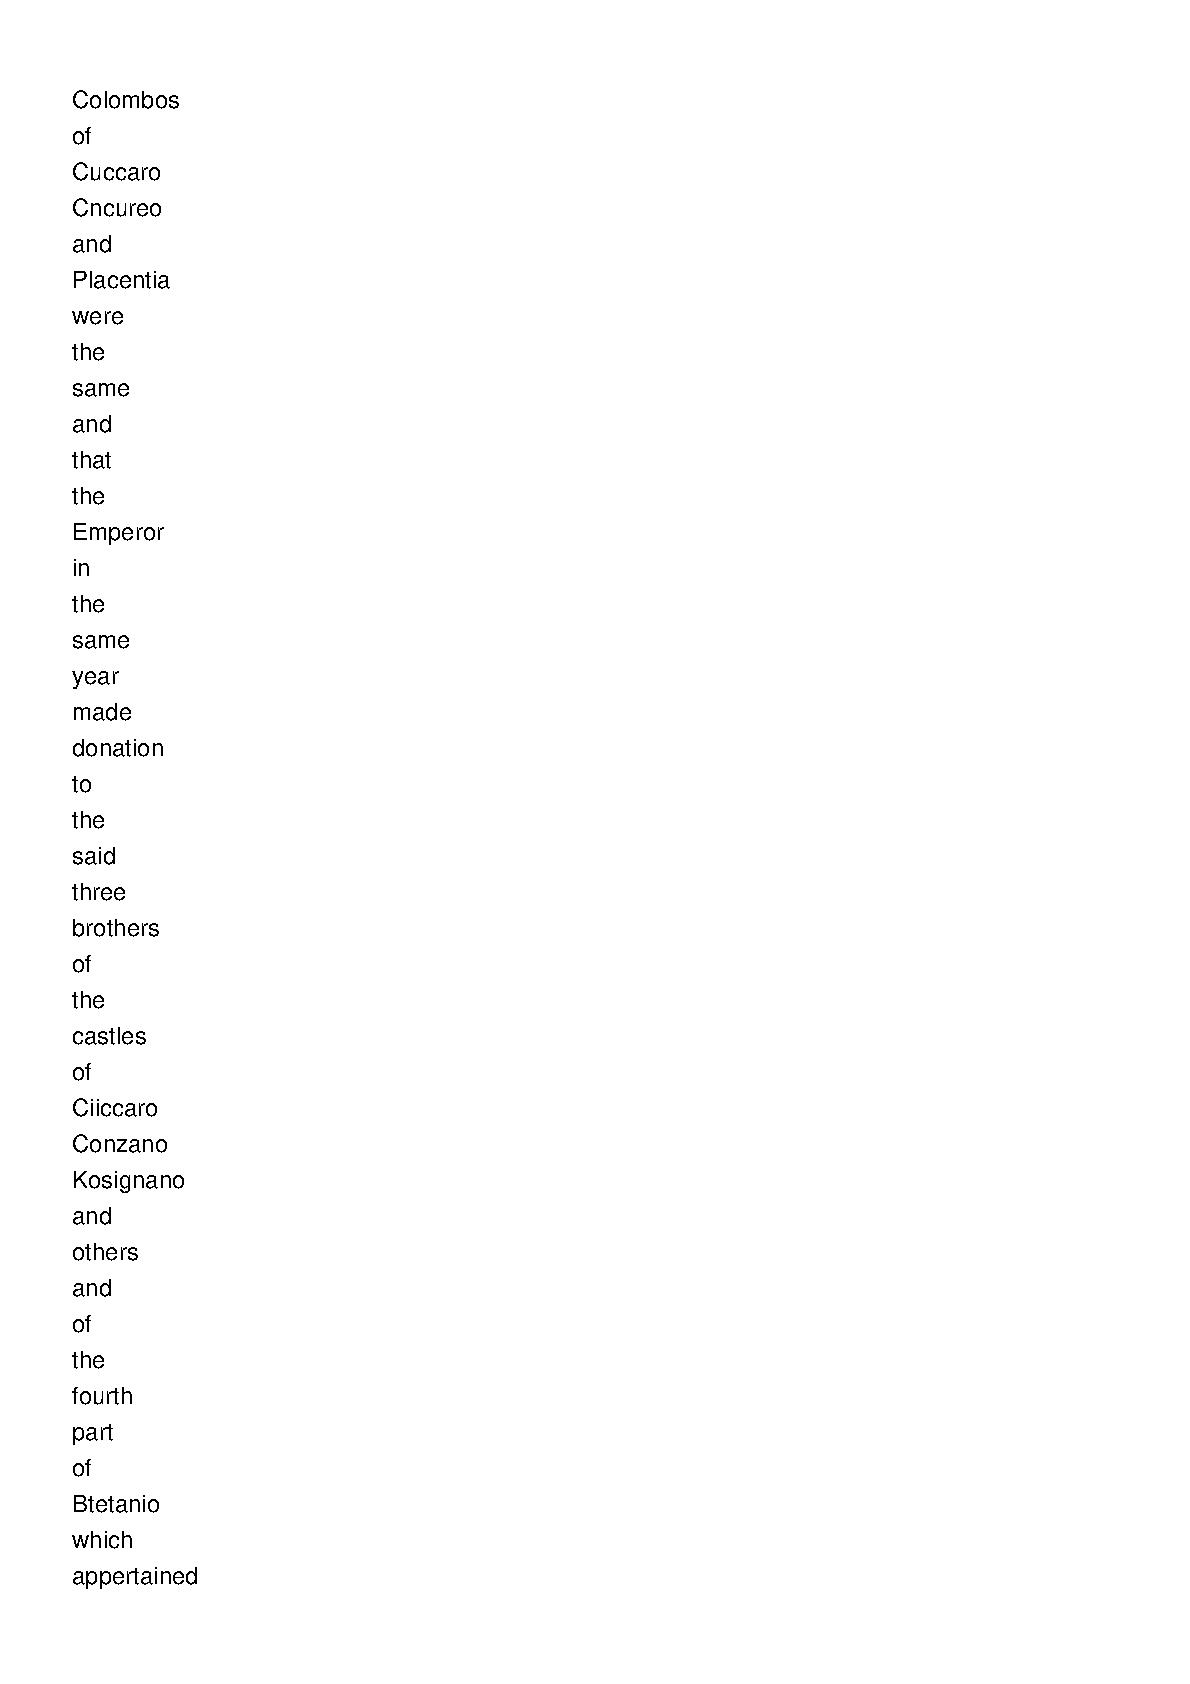 Colombos
of
Cuccaro
Cncureo
and
Placentia
were
the
same
and
that
the
Emperor
in
the
same
year
made
donation
to
the
said
three
brothers
of
the
castles
of
Ciiccaro
Conzano
Kosignano
and
others
and
of
the
fourth
part
of
Btetanio
which
appertained